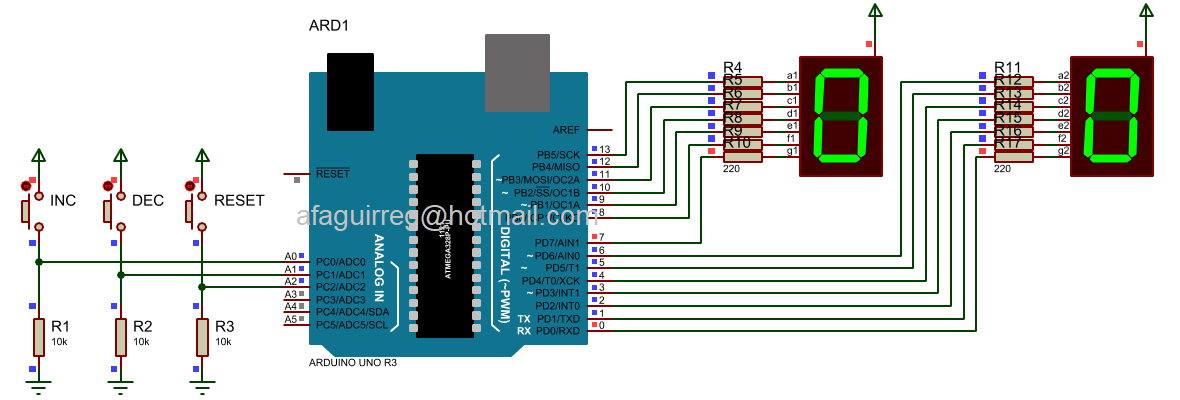 ARD1
INC
DEC
RESET
R1
10k
R2
10k
R3
10k
RESET
AREF
PB5/SCK
13
PB4/MISO
12
~PB3/MOSI/OC2A
11
~ PB2/SS/OC1B
10
~ PB1/OC1A
9
8
PD7/AIN1
7
~ PD6/AIN0
6
~ PD5/T1
5
PD4/T0/XCK
4
~ PD3/INT1
3
PD2/INT0
2
TX PD1/TXD
1
RX PD0/RXD
0
A0 PC0/ADC0
A1 PC1/ADC1
A2 PC2/ADC2
A3 PC3/ADC3
A4 PC4/ADC4/SDA
A5 PC5/ADC5/SCL
ANALOG IN
DIGITAL (~PWM)
afaguirreg@hotmail.com
ARDUINO UNO R3
R4
R5
R6
R7
R8
R9
R10
220
a1
b1
c1
d1
e1
f1
g1
0
R11
R12
R13
R14
R15
R16
R17
220
a2
b2
c2
d2
e2
f2
g2
0